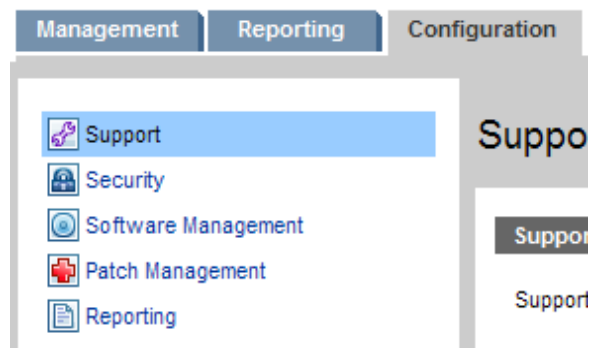 Management Reporting Configuration
Support
Security
Software Management
Patch Management
Reporting
Suppo
Suppor
Support